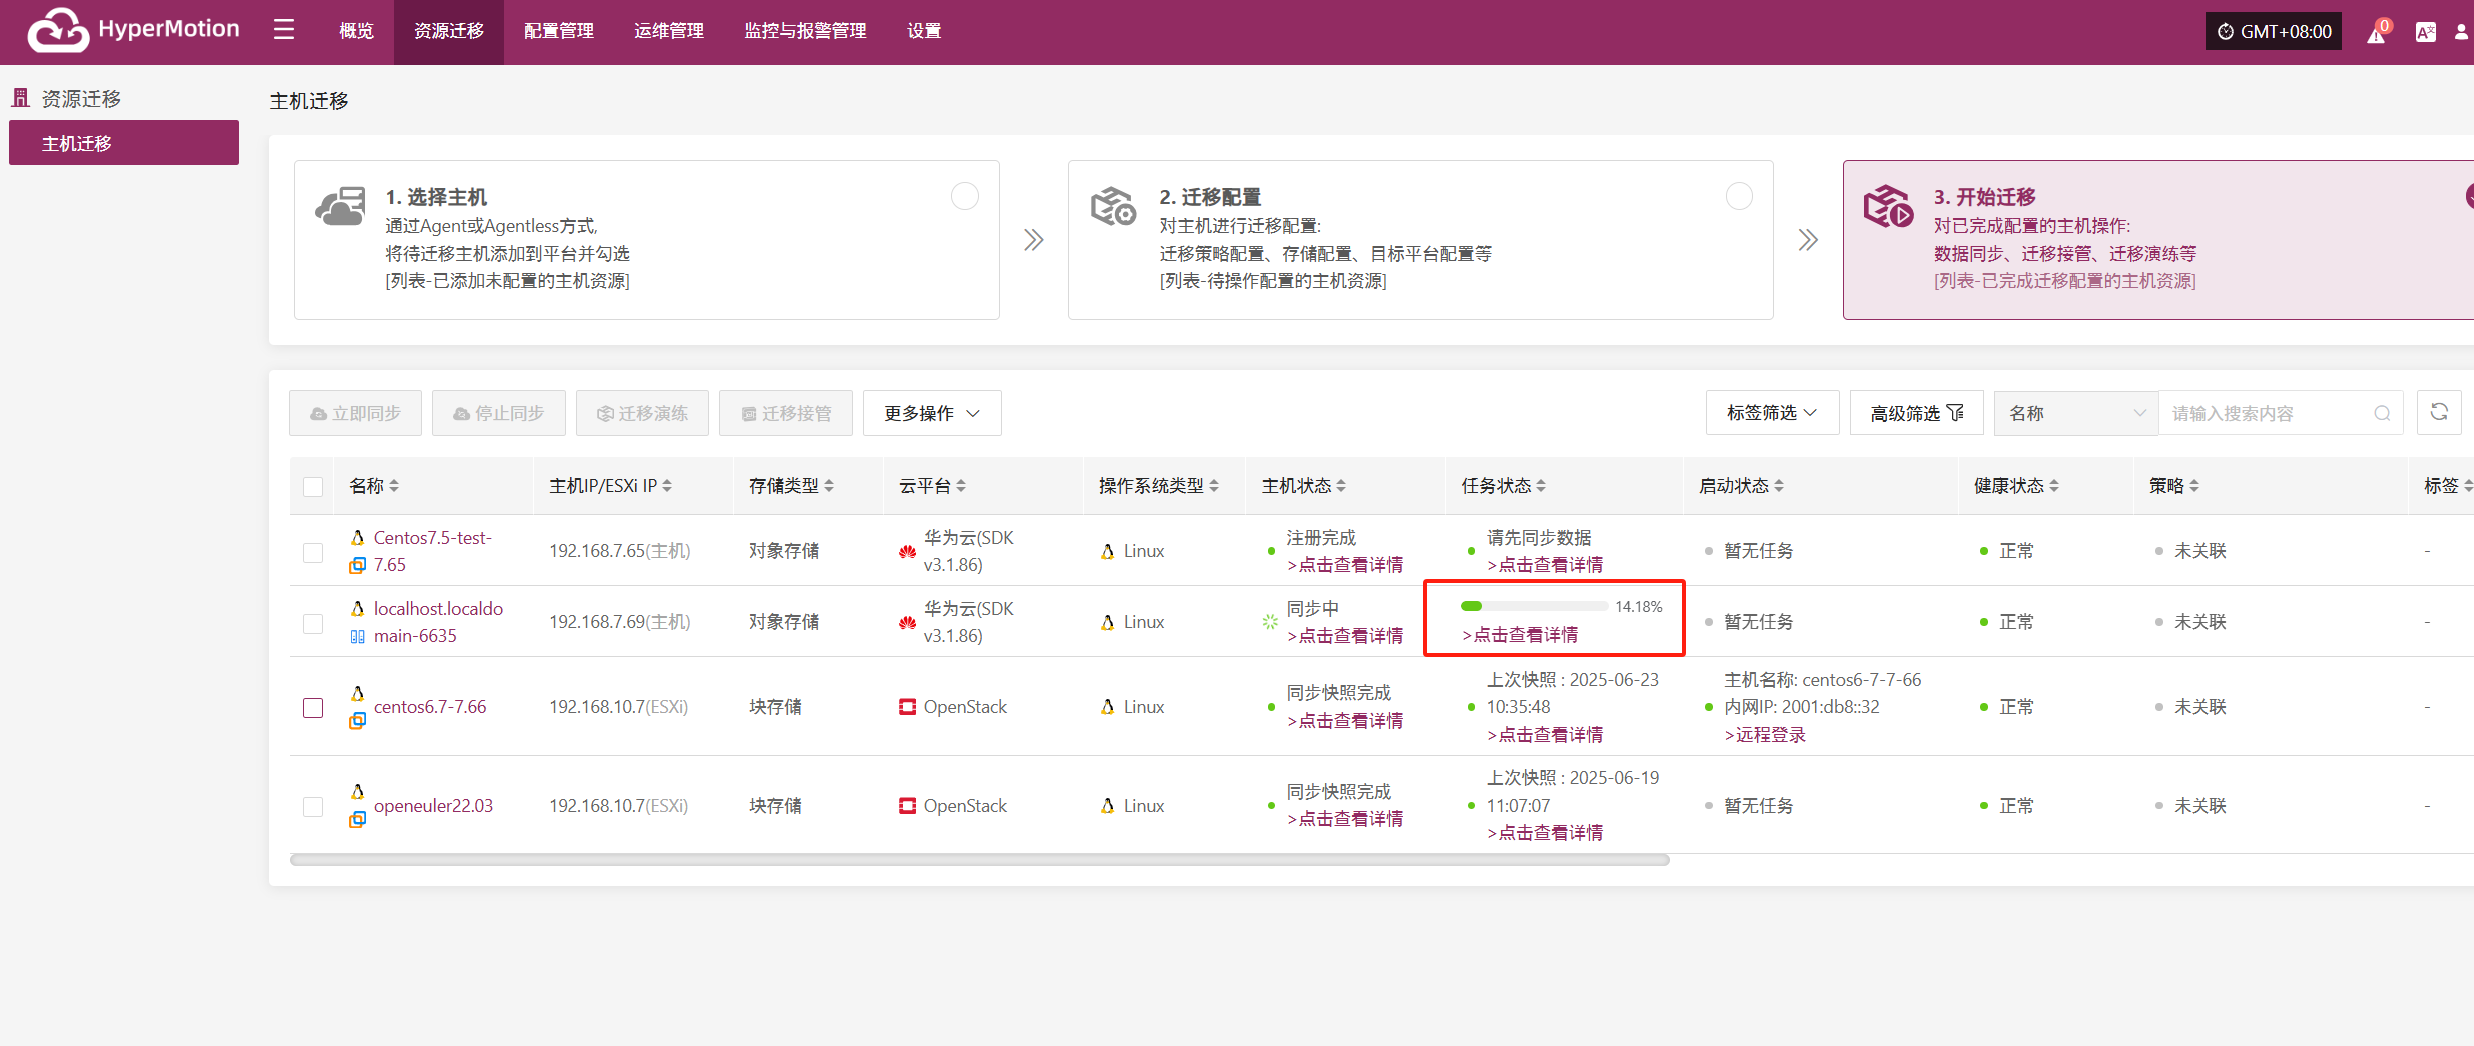 HyperMotion
概览
资源迁移
配置管理
运维管理
监控与报警管理
设置
GMT+08:00
0
资源迁移
主机迁移
主机迁移
1. 选择主机
通过Agent或Agentless方式,
将待迁移主机添加到平台并勾选
[列表-已添加未配置的主机资源]
2. 迁移配置
对主机进行迁移配置:
迁移策略配置、存储配置、目标平台配置等
[列表-待操作配置的主机资源]
3. 开始迁移
对已完成配置的主机操作:
数据同步、迁移接管、迁移演练等
[列表-已完成迁移配置的主机资源]
立即同步
停止同步
迁移演练
迁移接管
更多操作
标签筛选
高级筛选
名称
请输入搜索内容
名称
主机IP/ESXi IP
存储类型
云平台
操作系统类型
主机状态
任务状态
启动状态
健康状态
策略
标签
Centos7.5-test-
7.65
192.168.7.65(主机)
对象存储
华为云(SDK
v3.1.86)
Linux
注册完成
>点击查看详情
请先同步数据
>点击查看详情
暂无任务
正常
未关联
-
localhost.localdo
main-6635
192.168.7.69(主机)
对象存储
华为云(SDK
v3.1.86)
Linux
同步中
>点击查看详情
14.18%
>点击查看详情
暂无任务
正常
未关联
-
centos6.7-7.66
192.168.10.7(ESXi)
块存储
OpenStack
Linux
同步快照完成
>点击查看详情
上次快照 : 2025-06-23
10:35:48
>点击查看详情
主机名称: centos6-7-7-66
内网IP: 2001:db8::32
>远程登录
正常
未关联
-
openeuler22.03
192.168.10.7(ESXi)
块存储
OpenStack
Linux
同步快照完成
>点击查看详情
上次快照 : 2025-06-19
11:07:07
>点击查看详情
暂无任务
正常
未关联
-